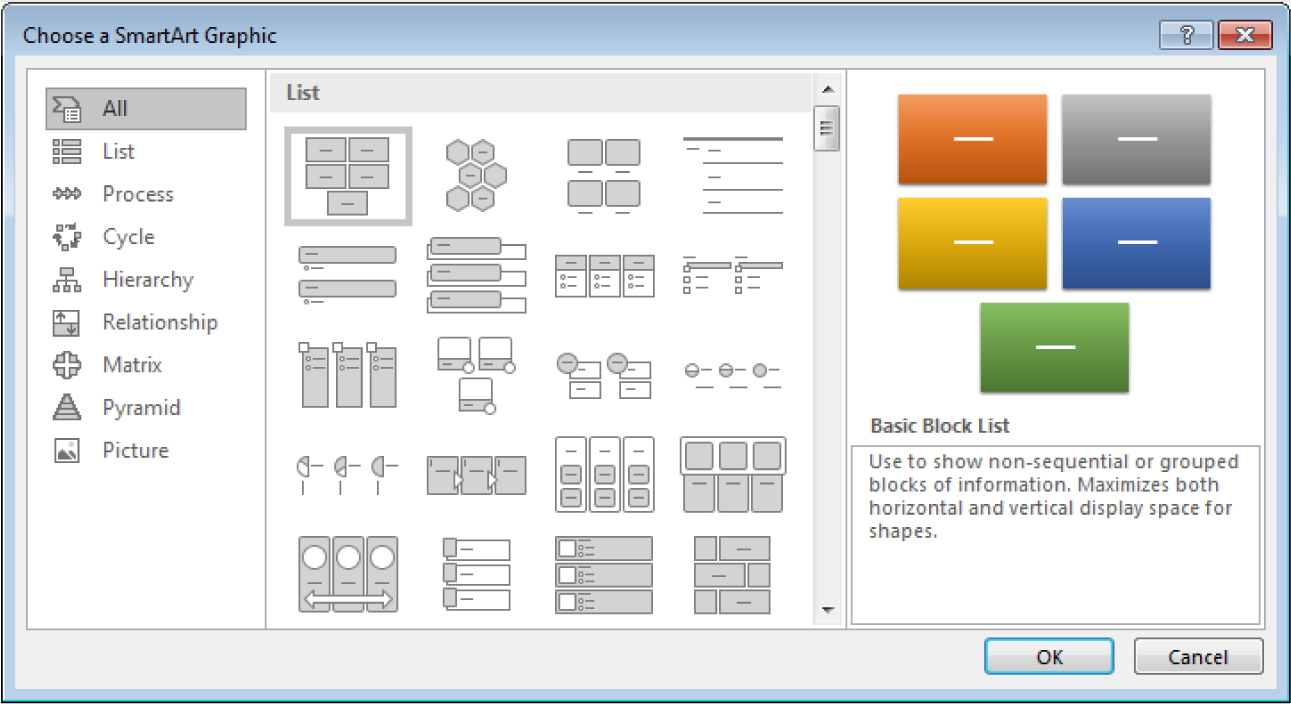 Choose a SmartArt Graphic
?
All
List
Process
Cycle
Hierarchy
Relationship
Matrix
Pyramid
Picture
List
Basic Block List
Use to show non-sequential or grouped
blocks of information. Maximizes both
horizontal and vertical display space for
shapes.
OK
Cancel